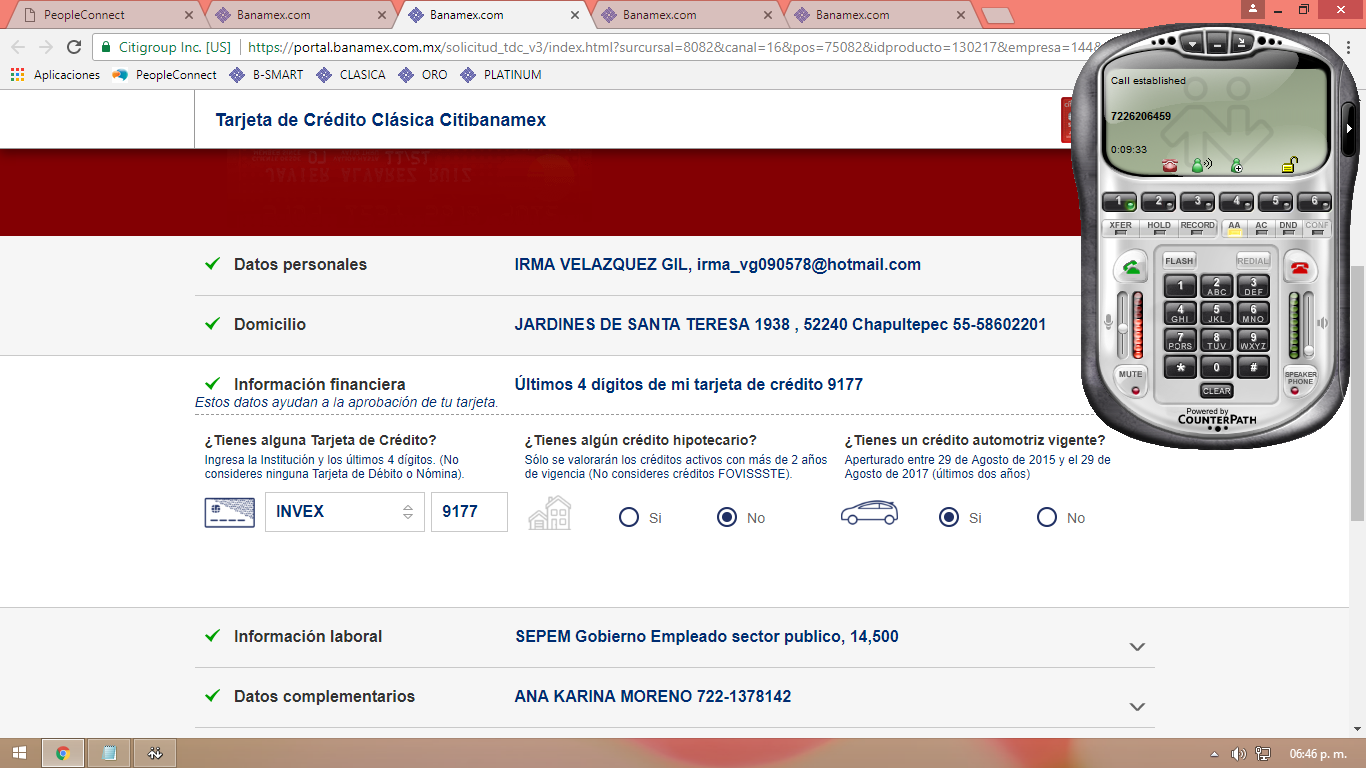 PeopleConnect
Banamex.com
Banamex.com
Banamex.com
Banamex.com
Citigroup Inc. [US]
https://portal.banamex.com.mx/solicitud_tdc_v3/index.html?surcursal=8082&canal=16&pos=75082&idproducto=130217&empresa=144&
Aplicaciones PeopleConnect B-SMART CLASICA ORO PLATINUM
Tarjeta de Crédito Clásica Citibanamex
JAVIER ALVAREZ RUIZ
Datos personales IRMA VELAZQUEZ GIL, irma_vg090578@hotmail.com
Domicilio JARDINES DE SANTA TERESA 1938 , 52240 Chapultepec 55-58602201
Información financiera Últimos 4 dígitos de mi tarjeta de crédito 9177
Estos datos ayudan a la aprobación de tu tarjeta.
¿Tienes alguna Tarjeta de Crédito?
Ingresa la Institución y los últimos 4 dígitos. (No
consideres ninguna Tarjeta de Débito o Nómina).
INVEX 9177
¿Tienes algún crédito hipotecario?
Sólo se valorarán los créditos activos con más de 2 años
de vigencia (No consideres créditos FOVISSSTE).
Si No
¿Tienes un crédito automotriz vigente?
Aperturado entre 29 de Agosto de 2015 y el 29 de
Agosto de 2017 (últimos dos años)
Si No
Información laboral SEPEM Gobierno Empleado sector publico, 14,500
Datos complementarios ANA KARINA MORENO 722-1378142
Call established
7226206459
0:09:33
1 2 3 4 5 6
XFER HOLD RECORD AA AC DND CONF
FLASH REDIAL
1 2 ABC 3 DEF
4 GHI 5 JKL 6 MNO
7 PQRS 8 TUV 9 WXYZ
* 0 #
MUTE
CLEAR
SPEAKER
PHONE
Powered by
COUNTERPATH
06:46 p. m.